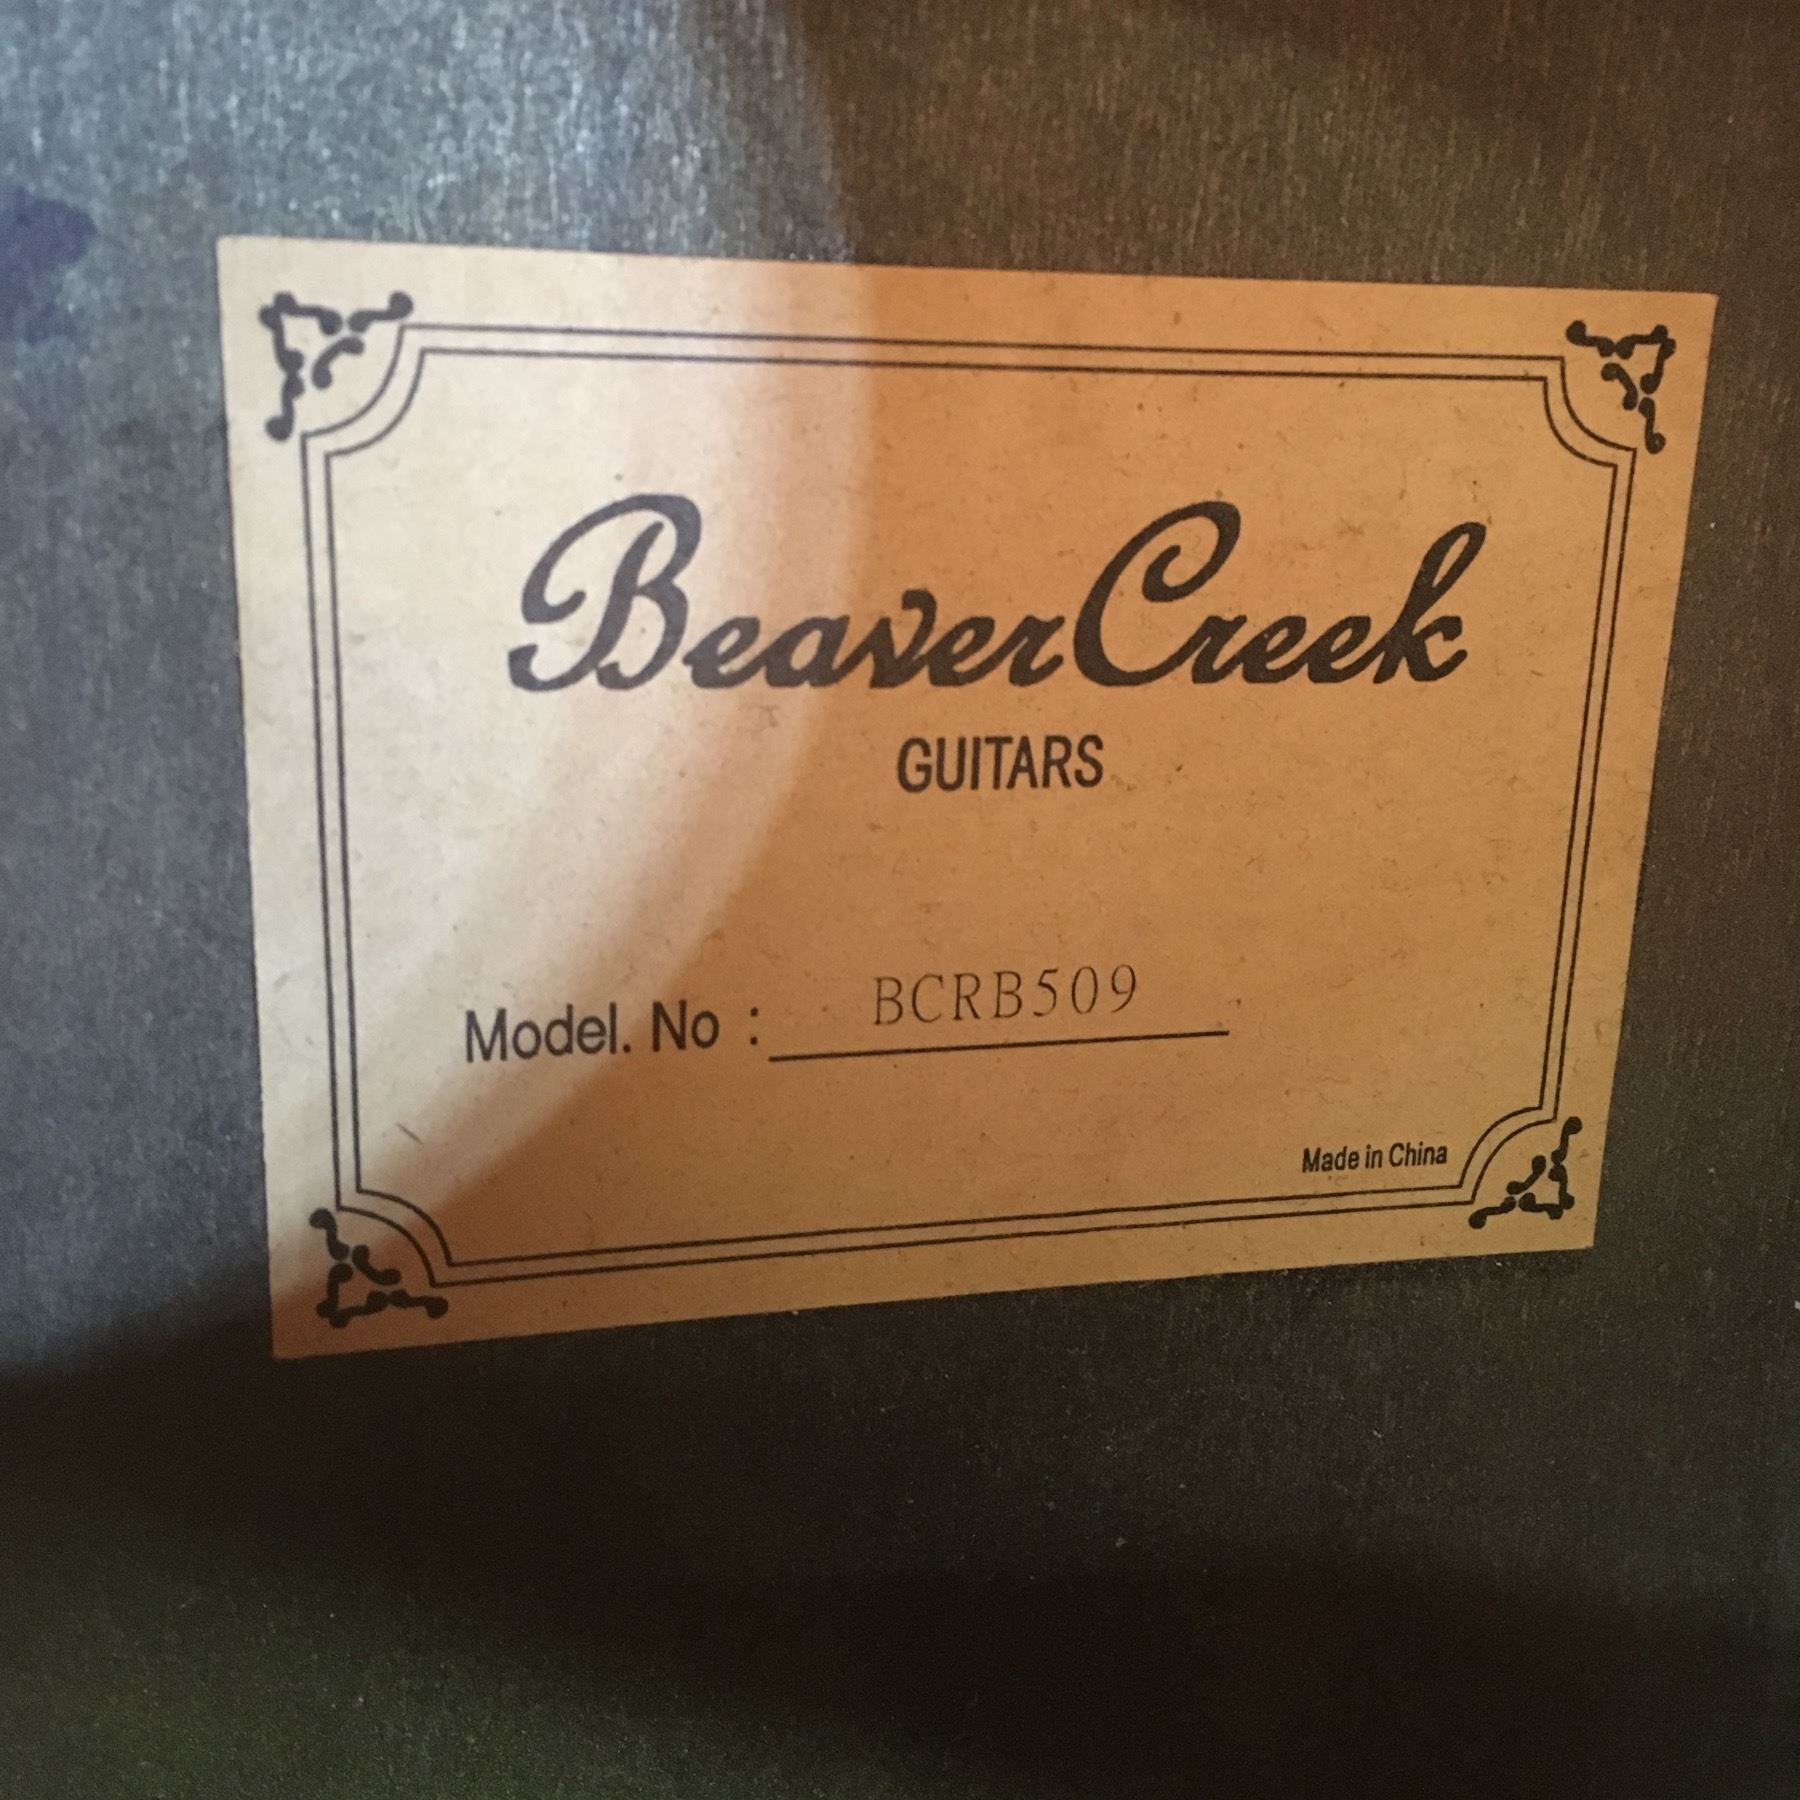 BeaverCreek
GUITARS
Model. No : BCRB509
Made in China